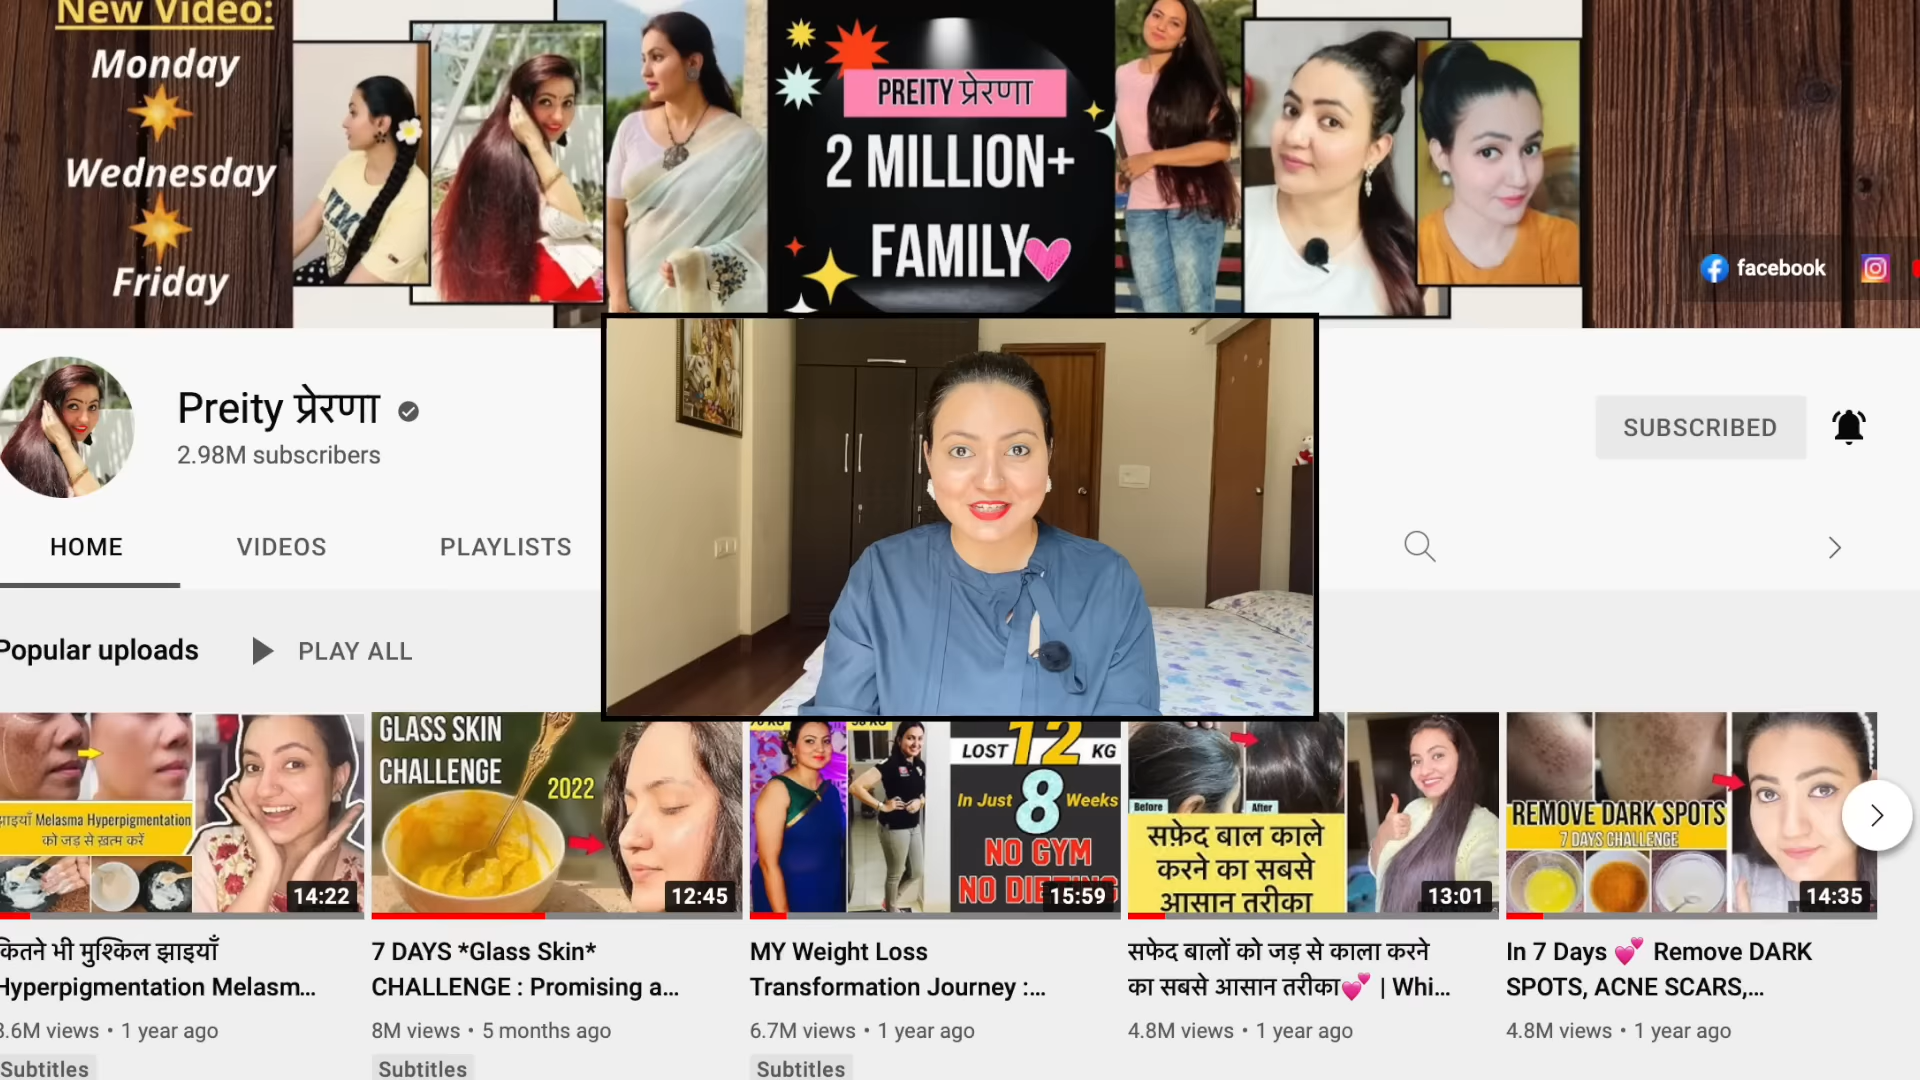 New Video:
Monday
Wednesday
Friday
PREITY प्रेरणा
2 MILLION+
FAMILY
facebook
Preity प्रेरणा
2.98M subscribers
SUBSCRIBED
HOME
VIDEOS
PLAYLISTS
Popular uploads
PLAY ALL
झाइयाँ Melasma Hyperpigmentation
को जड़ से ख़त्म करें
14:22
GLASS SKIN
CHALLENGE
2022
12:45
LOST 12 KG
In Just 8 Weeks
NO GYM
NO
15:59
Before
After
सफ़ेद बाल काले
करने का सबसे
आसान तरीका
13:01
REMOVE DARK SPOTS
7 DAYS CHALLENGE
14:35
कितने भी मुश्किल झाइयाँ
Hyperpigmentation Melasm...
3.6M views • 1 year ago
Subtitles
7 DAYS *Glass Skin*
CHALLENGE : Promising a...
8M views • 5 months ago
Subtitles
MY Weight Loss
Transformation Journey :...
6.7M views • 1 year ago
Subtitles
सफेद बालों को जड़ से काला करने
का सबसे आसान तरीका💕 | Whi...
4.8M views • 1 year ago
In 7 Days 💕 Remove DARK
SPOTS, ACNE SCARS,...
4.8M views • 1 year ago